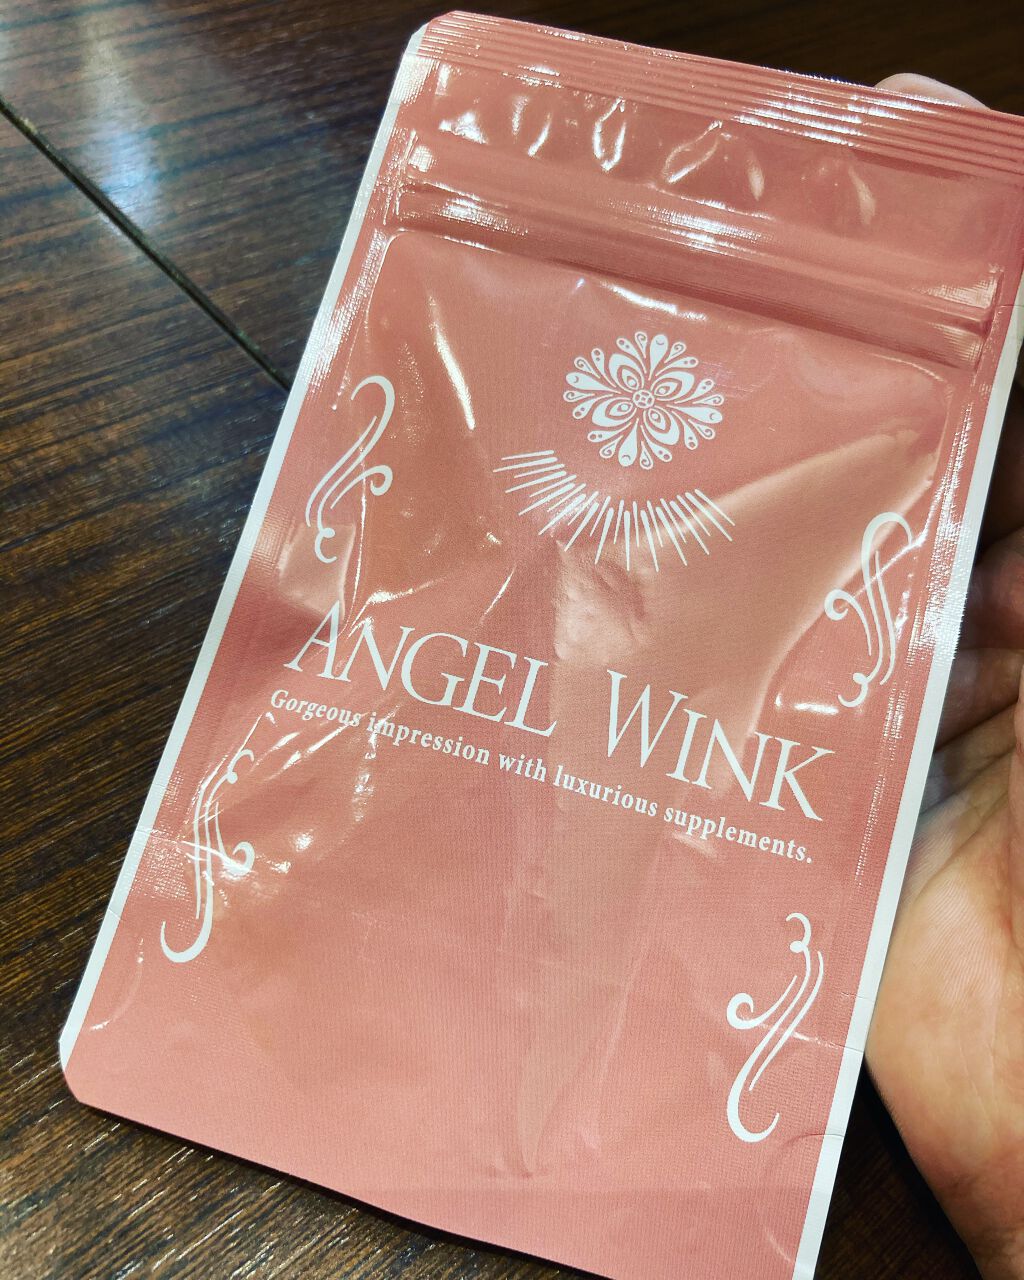 ANGEL WINK
Gorgeous impression with luxurious supplements.